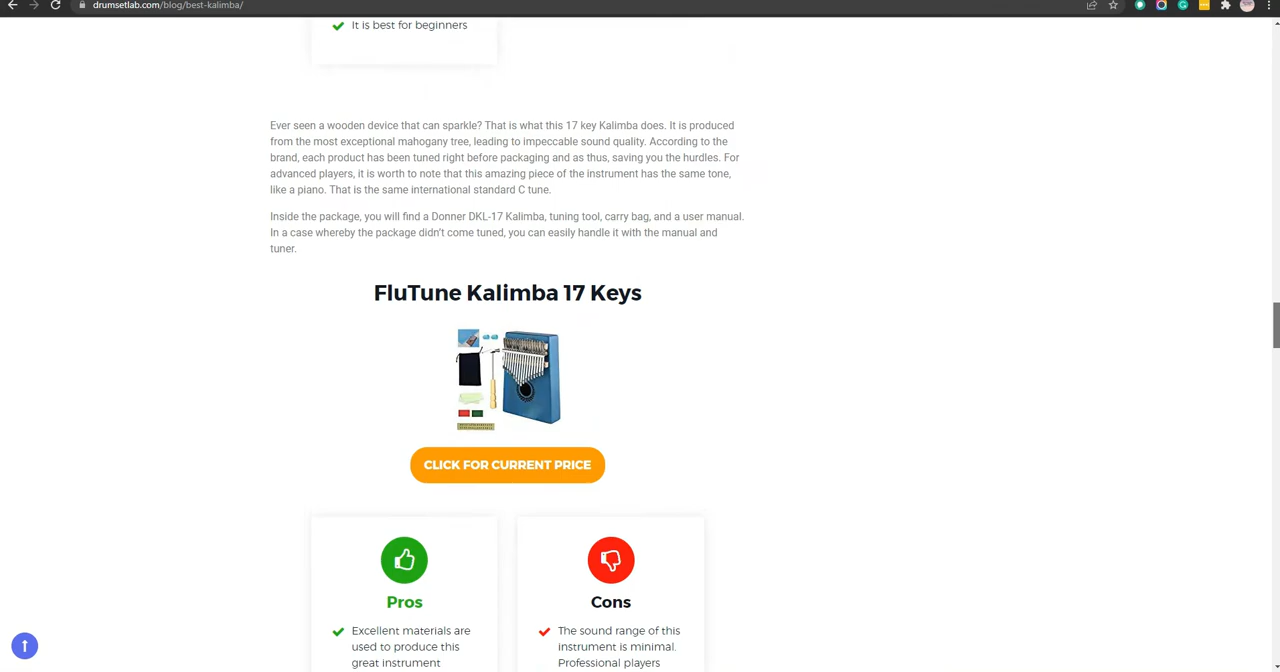 drumsetlab.com/blog/best-kalimba/
It is best for beginners
Ever seen a wooden device that can sparkle? That is what this 17 key Kalimba does. It is produced
from the most exceptional mahogany tree, leading to impeccable sound quality. According to the
brand, each product has been tuned right before packaging and as thus, saving you the hurdles. For
advanced players, it is worth to note that this amazing piece of the instrument has the same tone,
like a piano. That is the same international standard C tune.
Inside the package, you will find a Donner DKL-17 Kalimba, tuning tool, carry bag, and a user manual.
In a case whereby the package didn't come tuned, you can easily handle it with the manual and
tuner.
FluTune Kalimba 17 Keys
CLICK FOR CURRENT PRICE
Pros
Excellent materials are
used to produce this
great instrument
Cons
The sound range of this
instrument is minimal.
Professional players